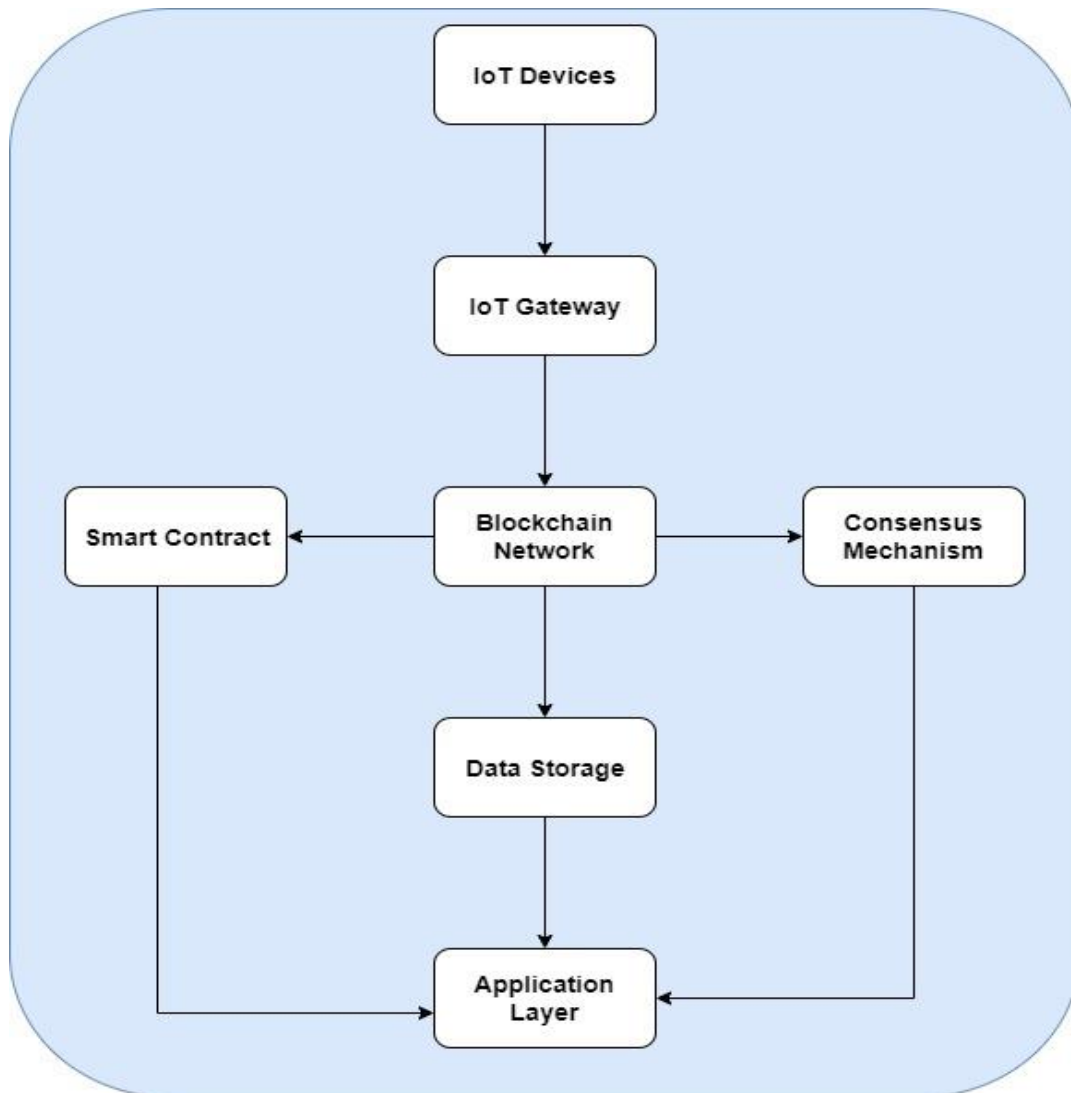 IoT Devices
IoT Gateway
Smart Contract
Blockchain
Network
Consensus
Mechanism
Data Storage
Application
Layer